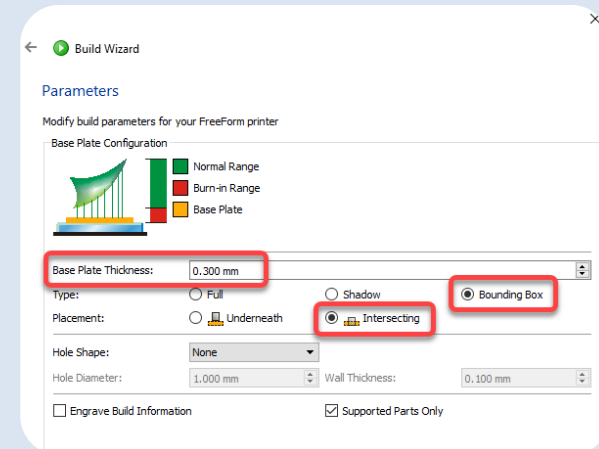 Build Wizard
Parameters
Modify build parameters for your FreeForm printer
Base Plate Configuration
Normal Range
Burn-in Range
Base Plate
Base Plate Thickness: 0.300 mm
Type: Full Shadow Bounding Box
Placement: Underneath Intersecting
Hole Shape: None
Hole Diameter: 1.000 mm Wall Thickness: 0.100 mm
Engrave Build Information Supported Parts Only